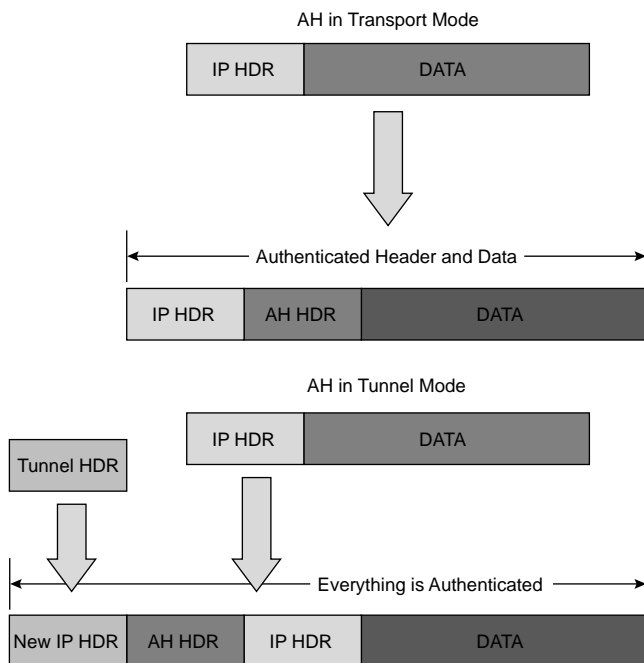 AH in Transport Mode
IP HDR DATA
Authenticated Header and Data
IP HDR AH HDR DATA
AH in Tunnel Mode
IP HDR DATA
Tunnel HDR
Everything is Authenticated
New IP HDR AH HDR IP HDR DATA